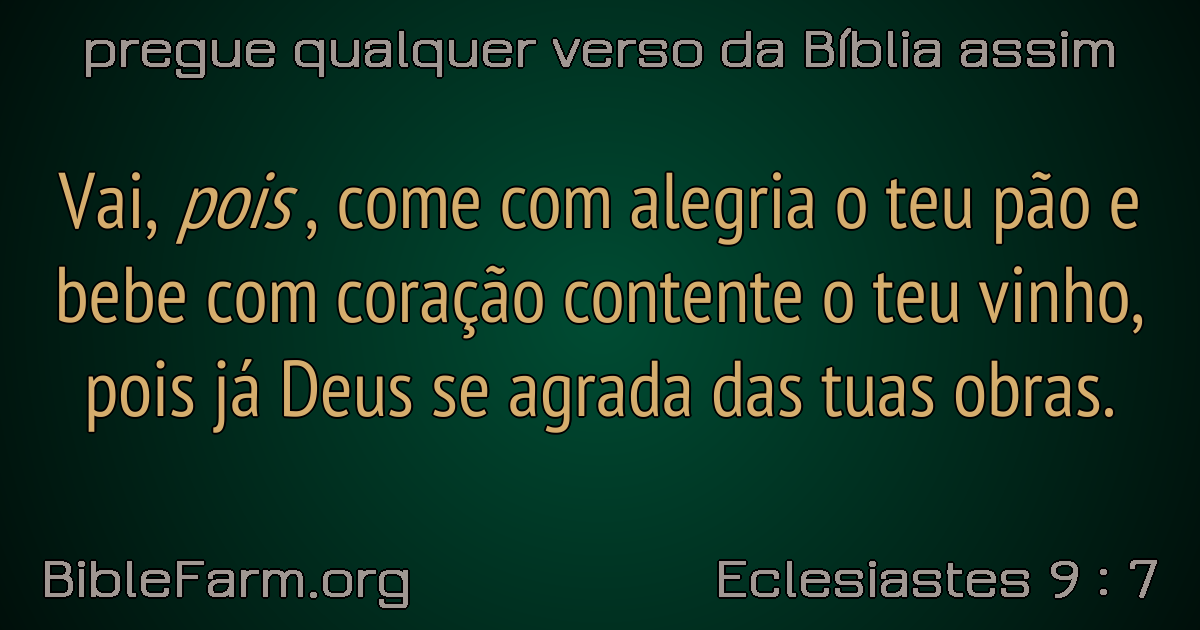 pregue qualquer verso da Bíblia assim
Vai, pois , come com alegria o teu pão e
bebe com coração contente o teu vinho,
pois já Deus se agrada das tuas obras.
BibleFarm.org
Eclesiastes 9 : 7